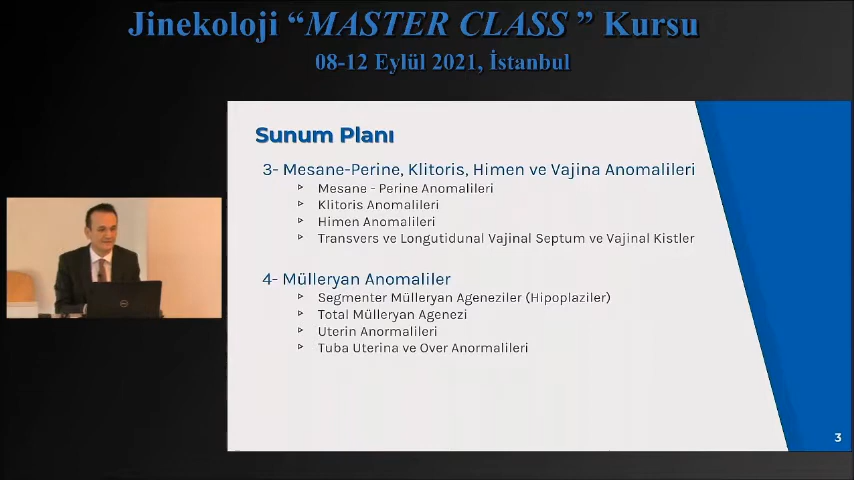 Jinekoloji “MASTER CLASS ” Kursu
08-12 Eylül 2021, İstanbul
Sunum Planı
3- Mesane-Perine, Klitoris, Himen ve Vajina Anomalileri
Mesane - Perine Anomalileri
Klitoris Anomalileri
Himen Anomalileri
Transvers ve Longutidunal Vajinal Septum ve Vajinal Kistler
4- Mülleryan Anomaliler
Segmenter Mülleryan Ageneziler (Hipoplaziler)
Total Mülleryan Agenezi
Uterin Anormalileri
Tuba Uterina ve Over Anormalileri
3